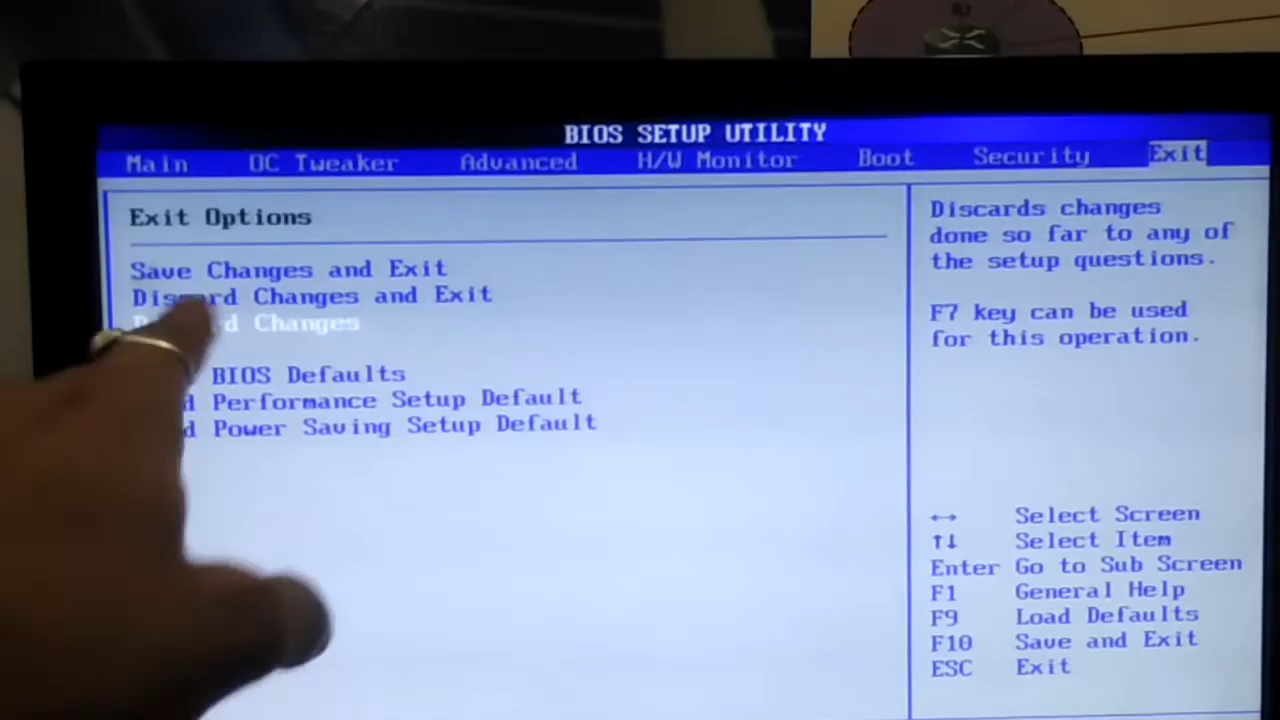 R1
BIOS SETUP UTILITY
Main OC Tweaker Advanced H/W Monitor Boot Security Exit
Exit Options
Save Changes and Exit
Discard Changes and Exit
Changes
BIOS Defaults
Performance Setup Default
Power Saving Setup Default
Discards changes
done so far to any of
the setup questions.
F7 key can be used
for this operation.
↔ Select Screen
↑↓ Select Item
Enter Go to Sub Screen
F1 General Help
F9 Load Defaults
F10 Save and Exit
ESC Exit